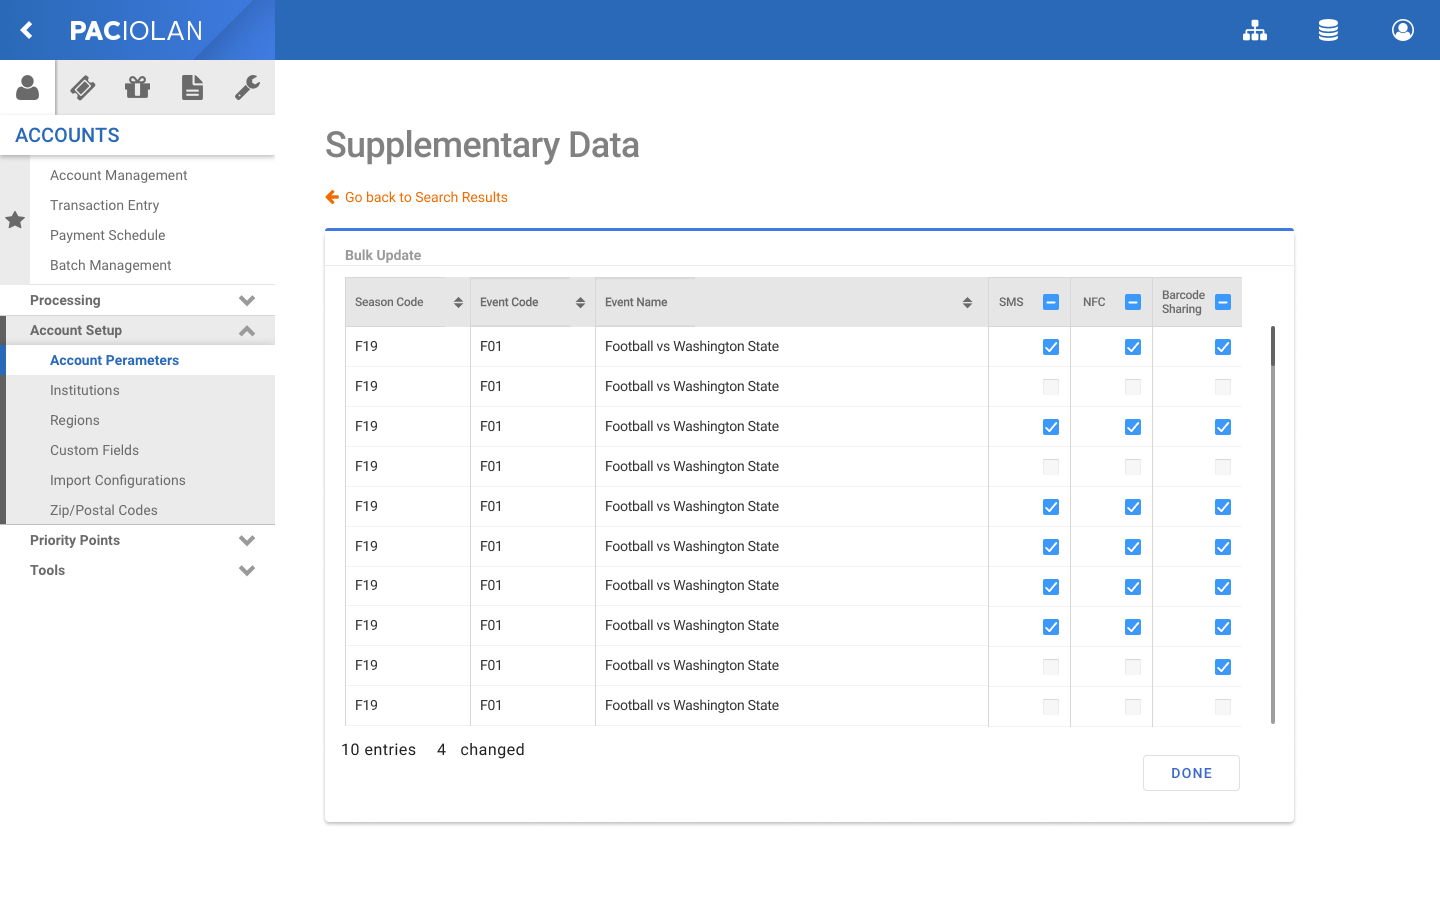 PACIOLAN
ACCOUNTS
Account Management
Transaction Entry
Payment Schedule
Batch Management
Processing
Account Setup
Account Perameters
Institutions
Regions
Custom Fields
Import Configurations
Zip/Postal Codes
Priority Points
Tools
Supplementary Data
Go back to Search Results
Bulk Update
Season Code Event Code Event Name SMS NFC Barcode Sharing
F19 F01 Football vs Washington State
F19 F01 Football vs Washington State
F19 F01 Football vs Washington State
F19 F01 Football vs Washington State
F19 F01 Football vs Washington State
F19 F01 Football vs Washington State
F19 F01 Football vs Washington State
F19 F01 Football vs Washington State
F19 F01 Football vs Washington State
F19 F01 Football vs Washington State
10 entries 4 changed
DONE